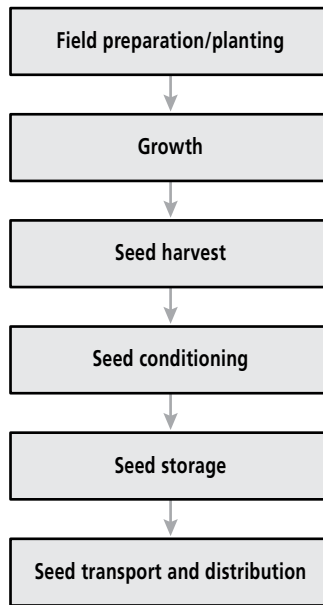 Field preparation/planting
Growth
Seed harvest
Seed conditioning
Seed storage
Seed transport and distribution